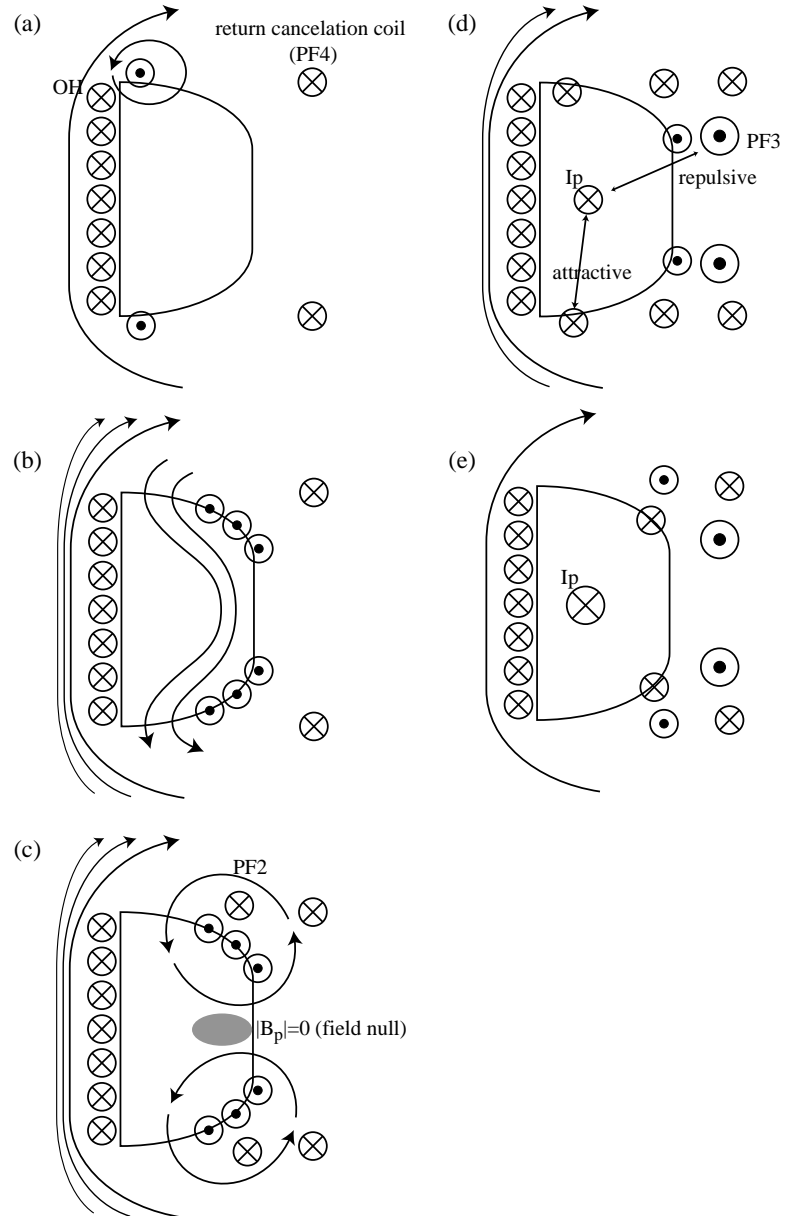 (a)
return cancelation coil
(PF4)
OH
(d)
PF3
Ip
repulsive
attractive
(b)
(e)
Ip
(c)
PF2
|Bp|=0 (field null)